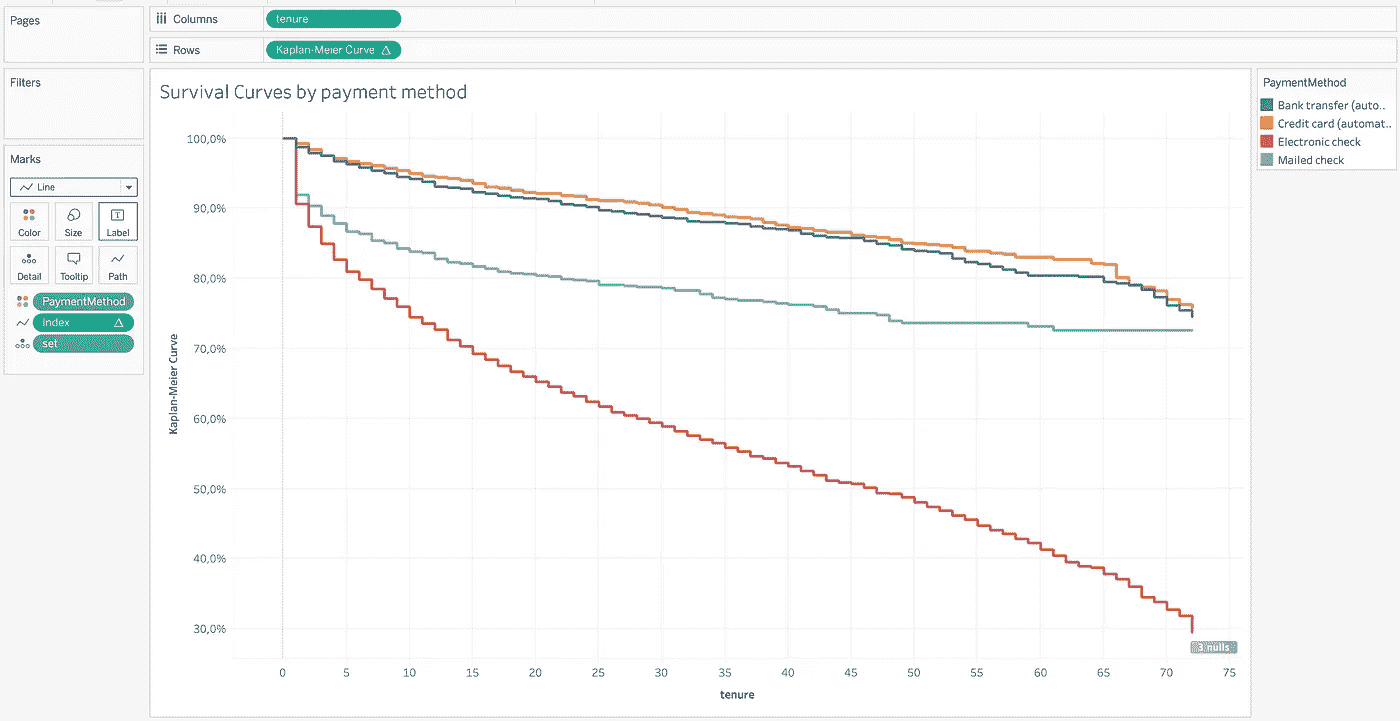 Pages
Columns
tenure
Rows
Kaplan-Meier Curve
Filters
Marks
Line
Color
Size
Label
Detail
Tooltip
Path
PaymentMethod
Index
set
Survival Curves by payment method
Kaplan-Meier Curve
100,0%
90,0%
80,0%
70,0%
60,0%
50,0%
40,0%
30,0%
0 5 10 15 20 25 30 35 40 45 50 55 60 65 70 75
tenure
3 nulls
PaymentMethod
Bank transfer (auto..
Credit card (automat..
Electronic check
Mailed check